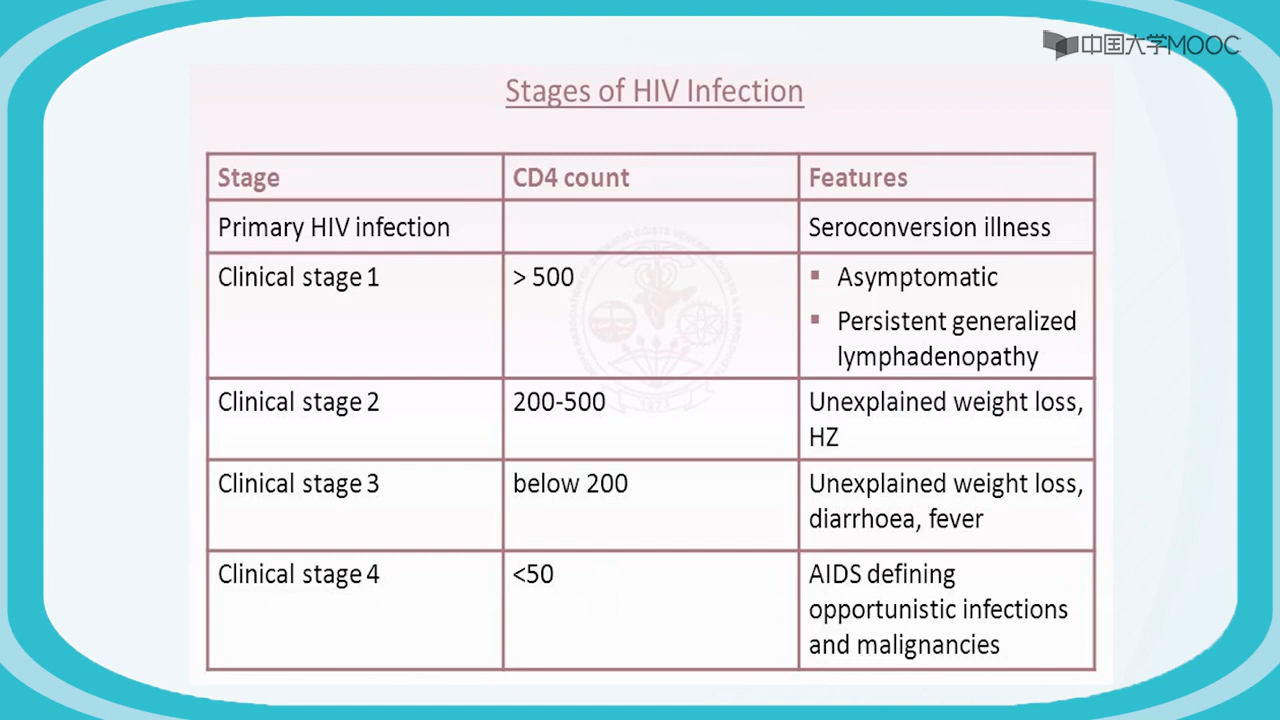 中国大学MOOC
Stages of HIV Infection
Stage CD4 count Features
Primary HIV infection Seroconversion illness
Clinical stage 1 > 500 ▪ Asymptomatic
▪ Persistent generalized
lymphadenopathy
Clinical stage 2 200-500 Unexplained weight loss,
HZ
Clinical stage 3 below 200 Unexplained weight loss,
diarrhoea, fever
Clinical stage 4 <50 AIDS defining
opportunistic infections
and malignancies